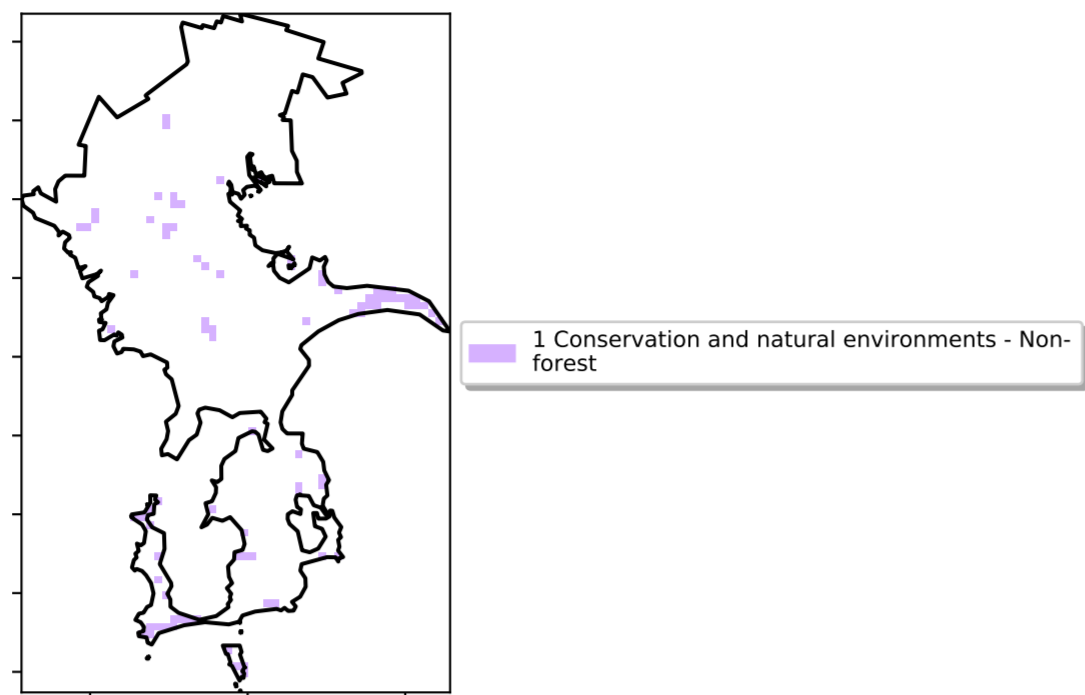 1 Conservation and natural environments - Non-
forest